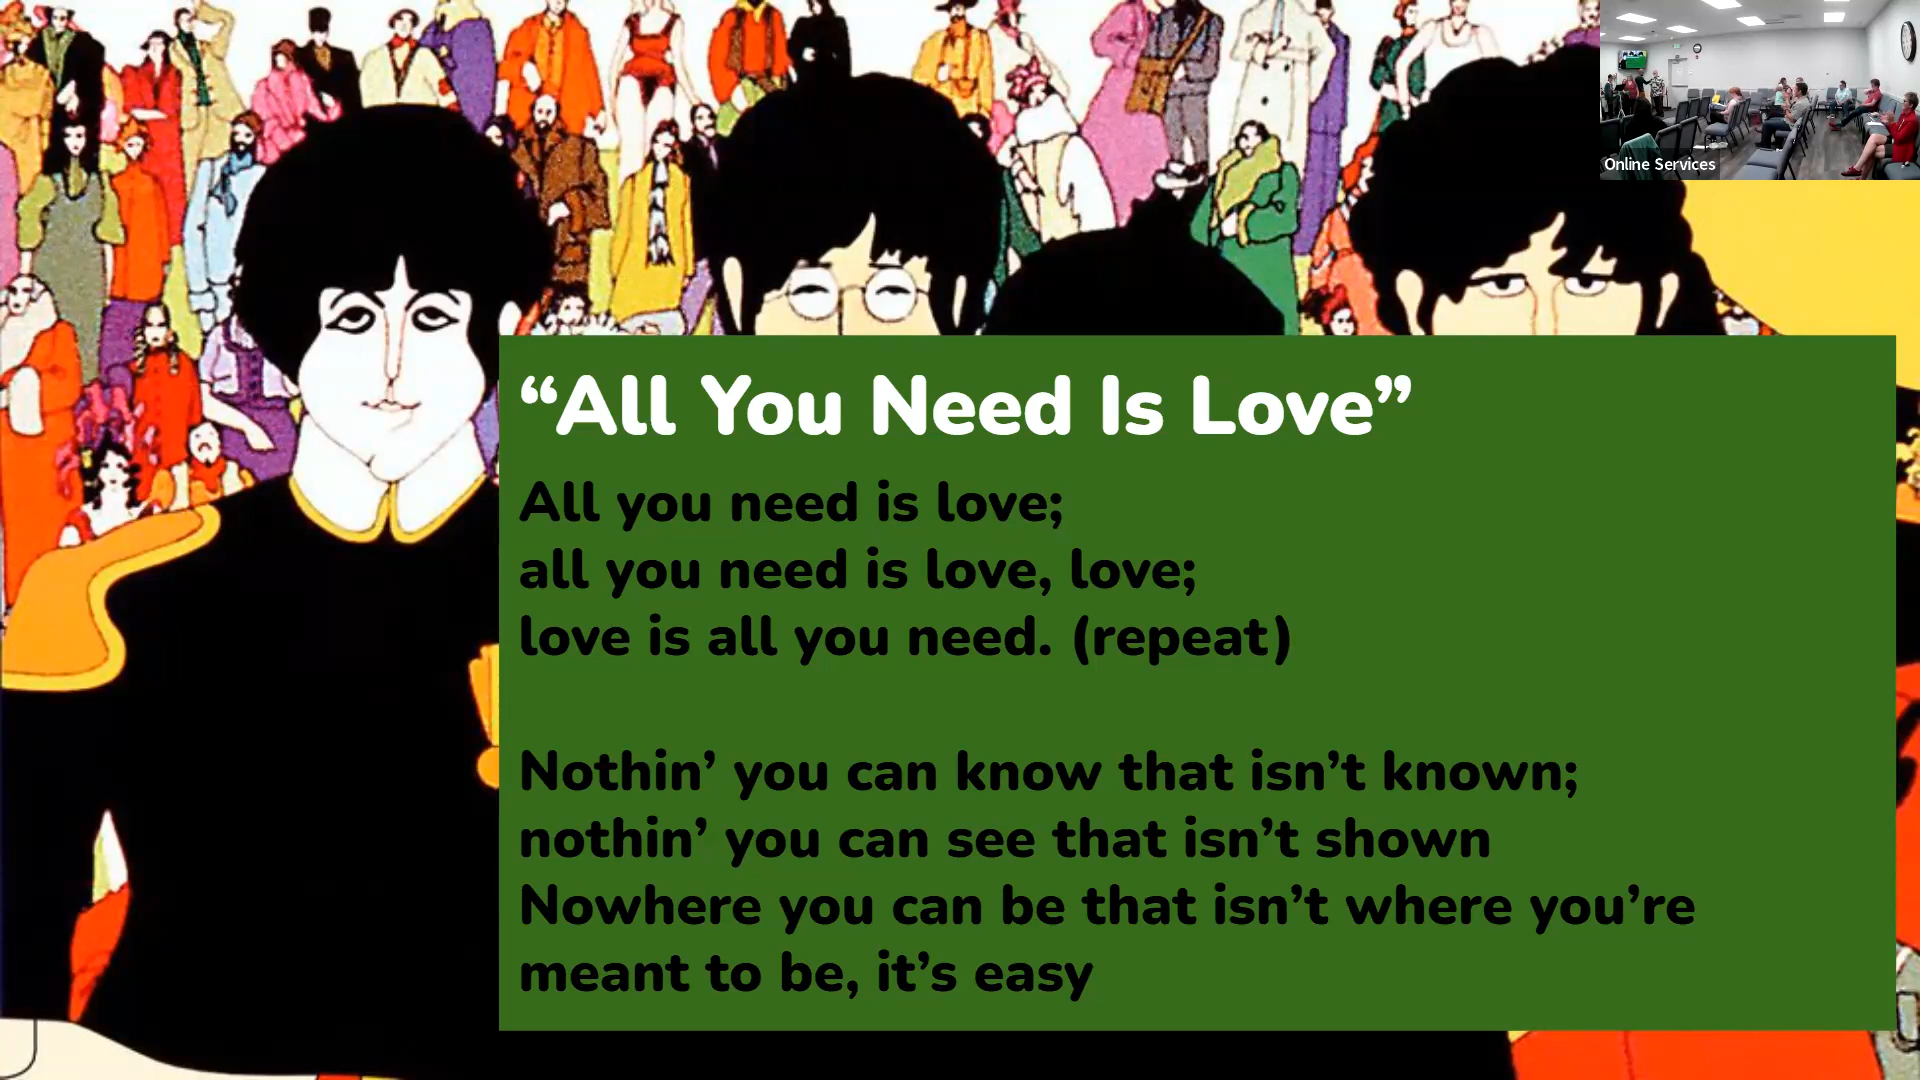 Online Services
“All You Need Is Love”
All you need is love;
all you need is love, love;
love is all you need. (repeat)
Nothin’ you can know that isn’t known;
nothin’ you can see that isn’t shown
Nowhere you can be that isn’t where you’re
meant to be, it’s easy